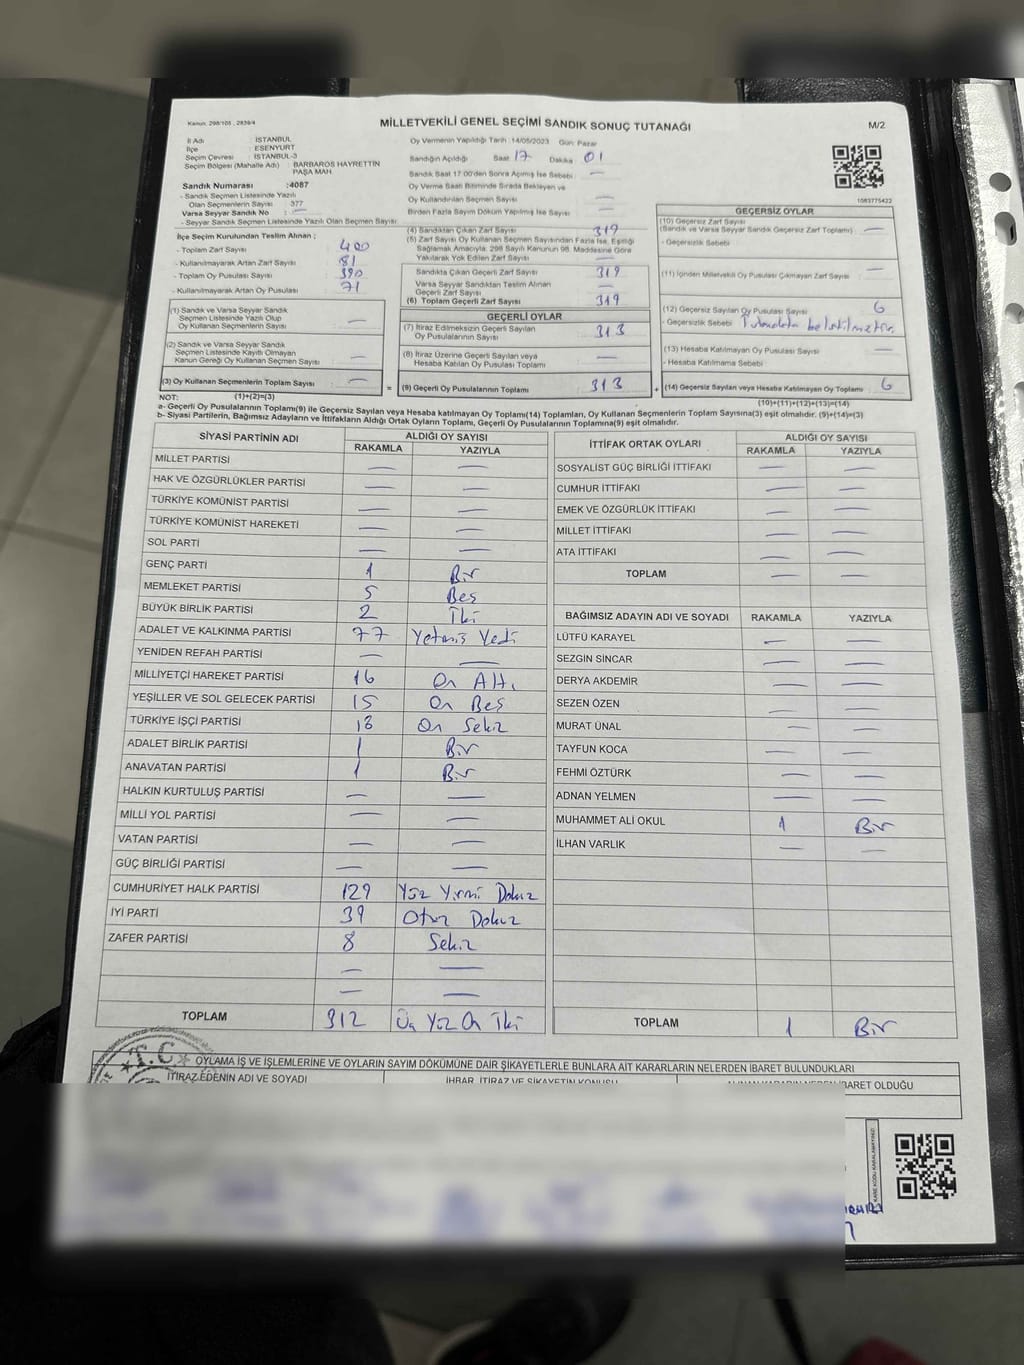 Kanun: 298/105 , 2839/4
MİLLETVEKİLİ GENEL SEÇİMİ SANDIK SONUÇ TUTANAĞI
M/2
İl Adı : İSTANBUL
İlçe : ESENYURT
Seçim Çevresi : İSTANBUL-3
Seçim Bölgesi (Mahalle Adı) : BARBAROS HAYRETTİN PAŞA MAH.
Sandık Numarası : 4087
- Sandık Seçmen Listesinde Yazılı Olan Seçmenlerin Sayısı : 377
Varsa Seyyar Sandık No : —
- Seyyar Sandık Seçmen Listesinde Yazılı Olan Seçmen Sayısı:
Oy Vermenin Yapıldığı Tarih :14/05/2023 Gün: Pazar
Sandığın Açıldığı Saat 17 Dakika 01
Sandık Saat 17:00'den Sonra Açılmış İse Sebebi : —
Oy Verme Saati Bitiminde Sırada Bekleyen ve
Oy Kullandırılan Seçmen Sayısı : —
Birden Fazla Sayım Döküm Yapılmış İse Sayısı : —
1083775422
İlçe Seçim Kurulundan Teslim Alınan ;
- Toplam Zarf Sayısı : 400
- Kullanılmayarak Artan Zarf Sayısı : 81
- Toplam Oy Pusulası Sayısı : 390
- Kullanılmayarak Artan Oy Pusulası : 71
(1) Sandık ve Varsa Seyyar Sandık Seçmen Listesinde Yazılı Olup Oy Kullanan Seçmenlerin Sayısı : —
(2) Sandık ve Varsa Seyyar Sandık Seçmen Listesinde Kayıtlı Olmayan Kanun Gereği Oy Kullanan Seçmen Sayısı : —
(3) Oy Kullanan Seçmenlerin Toplam Sayısı : —
(4) Sandıktan Çıkan Zarf Sayısı : 319
(5) Zarf Sayısı Oy Kullanan Seçmen Sayısından Fazla İse, Eşitliği Sağlamak Amacıyla; 298 Sayılı Kanunun 98. Maddesine Göre Yakılarak Yok Edilen Zarf Sayısı : —
Sandıkta Çıkan Geçerli Zarf Sayısı : 319
Varsa Seyyar Sandıktan Teslim Alınan Geçerli Zarf Sayısı : —
(6) Toplam Geçerli Zarf Sayısı : 319
GEÇERLİ OYLAR
(7) İtiraz Edilmeksizin Geçerli Sayılan Oy Pusulasının Sayısı : 313
(8) İtiraz Üzerine Geçerli Sayılan veya Hesaba Katılan Oy Pusulası Toplamı : —
= (9) Geçerli Oy Pusulalarının Toplamı : 313 +
GEÇERSİZ OYLAR
(10) Geçersiz Zarf Sayısı
(Sandık ve Varsa Seyyar Sandık Geçersiz Zarf Toplamı) : —
- Geçersizlik Sebebi
(11) İçinden Milletvekili Oy Pusulası Çıkmayan Zarf Sayısı : —
(12) Geçersiz Sayılan Oy Pusulası Sayısı : 6
- Geçersizlik Sebebi : Tutanakta belirtilmiştir.
(13) Hesaba Katılmayan Oy Pusulası Sayısı : —
- Hesaba Katılmama Sebebi
(14) Geçersiz Sayılan veya Hesaba Katılmayan Oy Toplamı : 6
NOT: (1)+(2)=(3)
(10)+(11)+(12)+(13)=(14)
a- Geçerli Oy Pusulalarının Toplamı(9) ile Geçersiz Sayılan veya Hesaba katılmayan Oy Toplamı(14) Toplamları, Oy Kullanan Seçmenlerin Toplam Sayısına(3) eşit olmalıdır. (9)+(14)=(3)
b- Siyasi Partilerin, Bağımsız Adayların ve İttifakların Aldığı Ortak Oyların Toplamı, Geçerli Oy Pusulalarının Toplamına(9) eşit olmalıdır.
SİYASİ PARTİNİN ADI ALDIĞI OY SAYISI
RAKAMLA YAZIYLA
MİLLET PARTİSİ — —
HAK VE ÖZGÜRLÜKLER PARTİSİ — —
TÜRKİYE KOMÜNİST PARTİSİ — —
TÜRKİYE KOMÜNİST HAREKETİ — —
SOL PARTİ — —
GENÇ PARTİ 1 Bir
MEMLEKET PARTİSİ 5 Beş
BÜYÜK BİRLİK PARTİSİ 2 İki
ADALET VE KALKINMA PARTİSİ 77 Yetmiş Yedi
YENİDEN REFAH PARTİSİ — —
MİLLİYETÇİ HAREKET PARTİSİ 16 On Altı
YEŞİLLER VE SOL GELECEK PARTİSİ 15 On Beş
TÜRKİYE İŞÇİ PARTİSİ 18 On Sekiz
ADALET BİRLİK PARTİSİ 1 Bir
ANAVATAN PARTİSİ 1 Bir
HALKIN KURTULUŞ PARTİSİ — —
MİLLİ YOL PARTİSİ — —
VATAN PARTİSİ — —
GÜÇ BİRLİĞİ PARTİSİ — —
CUMHURİYET HALK PARTİSİ 129 Yüz Yirmi Dokuz
İYİ PARTİ 39 Otuz Dokuz
ZAFER PARTİSİ 8 Sekiz
— —
— —
TOPLAM 312 Üç Yüz On İki
İTTİFAK ORTAK OYLARI ALDIĞI OY SAYISI
RAKAMLA YAZIYLA
SOSYALİST GÜÇ BİRLİĞİ İTTİFAKI — —
CUMHUR İTTİFAKI — —
EMEK VE ÖZGÜRLÜK İTTİFAKI — —
MİLLET İTTİFAKI — —
ATA İTTİFAKI — —
TOPLAM — —
BAĞIMSIZ ADAYIN ADI VE SOYADI RAKAMLA YAZIYLA
LÜTFÜ KARAYEL — —
SEZGİN SİNCAR — —
DERYA AKDEMİR — —
SEZEN ÖZEN — —
MURAT ÜNAL — —
TAYFUN KOCA — —
FEHMİ ÖZTÜRK — —
ADNAN YELMEN — —
MUHAMMET ALİ OKUL 1 Bir
İLHAN VARLIK — —
TOPLAM 1 Bir
T.C
OYLAMA İŞ VE İŞLEMLERİNE VE OYLARIN SAYIM DÖKÜMÜNE DAİR ŞİKAYETLERLE BUNLARA AİT KARARLARIN NELERDEN İBARET BULUNDUKLARI
İTİRAZ EDENİN ADI VE SOYADI İHBAR, İTİRAZ VE ŞİKAYETİN KONUSU
İBARET OLDUĞU